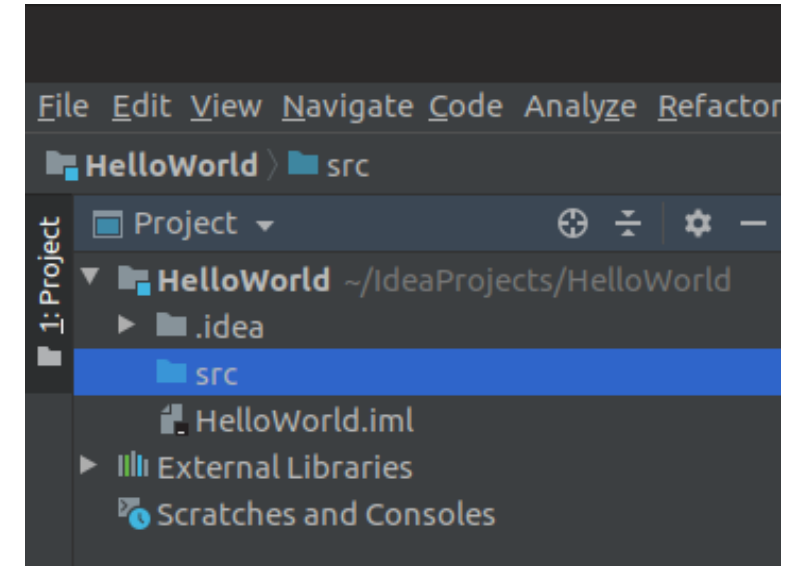 File Edit View Navigate Code Analyze Refactor
HelloWorld src
1: Project
Project
HelloWorld ~/IdeaProjects/HelloWorld
.idea
src
HelloWorld.iml
External Libraries
Scratches and Consoles